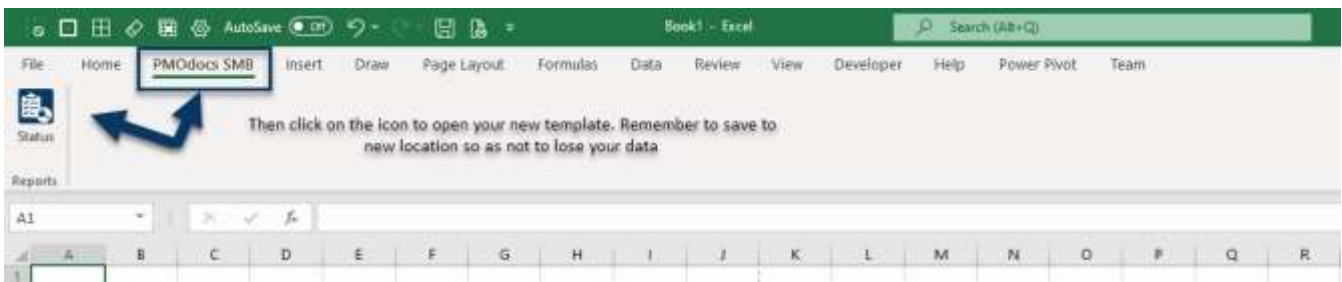 AutoSave Off Book1 - Excel Search (Alt+Q)
File Home PMOdocs SMB Insert Draw Page Layout Formulas Data Review View Developer Help Power Pivot Team
Then click on the icon to open your new template. Remember to save to
Status
new location so as not to lose your data
Reports
A1 fx
A B C D E F G H I J K L M N O P Q R
1